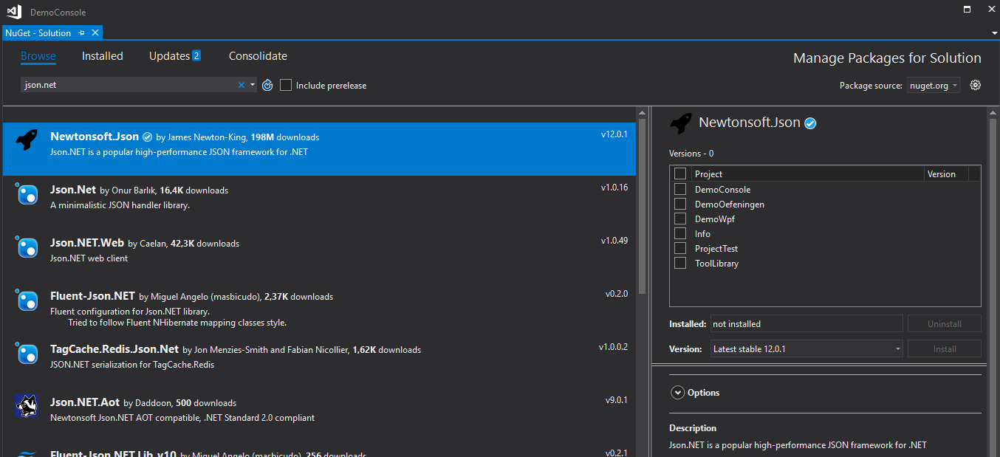 DemoConsole
NuGet - Solution
Browse Installed Updates 2 Consolidate
Manage Packages for Solution
json.net
Include prerelease
Package source: nuget.org
Newtonsoft.Json by James Newton-King, 198M downloads v12.0.1
Json.NET is a popular high-performance JSON framework for .NET
Json.Net by Onur Barlık, 16,4K downloads v1.0.16
A minimalistic JSON handler library.
Json.NET.Web by Caelan, 42,3K downloads v1.0.49
Json.NET web client
Fluent-Json.NET by Miguel Angelo (masbicudo), 2,37K downloads v0.2.0
Fluent configuration for Json.NET library.
Tried to follow Fluent NHibernate mapping classes style.
TagCache.Redis.Json.Net by Jon Menzies-Smith and Fabian Nicollier, 1,62K downloads v1.0.0.2
JSON.NET serialization for TagCache.Redis
Json.NET.Aot by Daddoon, 500 downloads v9.0.1
Newtonsoft Json.NET AOT compatible, .NET Standard 2.0 compliant
Fluent-Json.NET.Lib_v10 by Miguel Angelo (masbicudo), 256 downloads v0.2.1
Newtonsoft.Json
Versions - 0
Project Version
DemoConsole
DemoOefeningen
DemoWpf
Info
ProjectTest
ToolLibrary
Installed: not installed Uninstall
Version: Latest stable 12.0.1 Install
Options
Description
Json.NET is a popular high-performance JSON framework for .NET